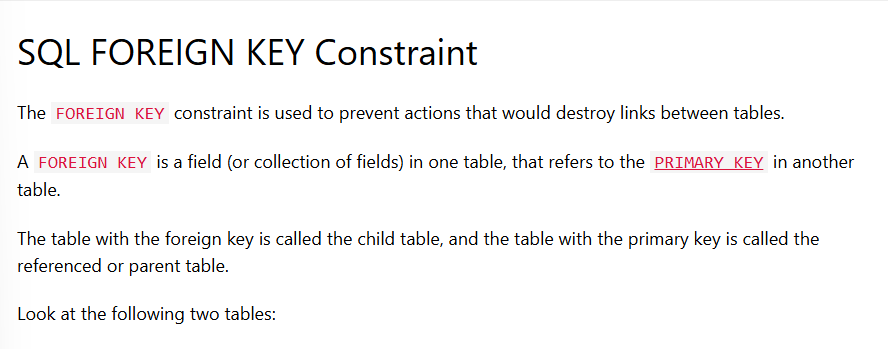 SQL FOREIGN KEY Constraint
The FOREIGN KEY constraint is used to prevent actions that would destroy links between tables.
A FOREIGN KEY is a field (or collection of fields) in one table, that refers to the PRIMARY KEY in another
table.
The table with the foreign key is called the child table, and the table with the primary key is called the
referenced or parent table.
Look at the following two tables: